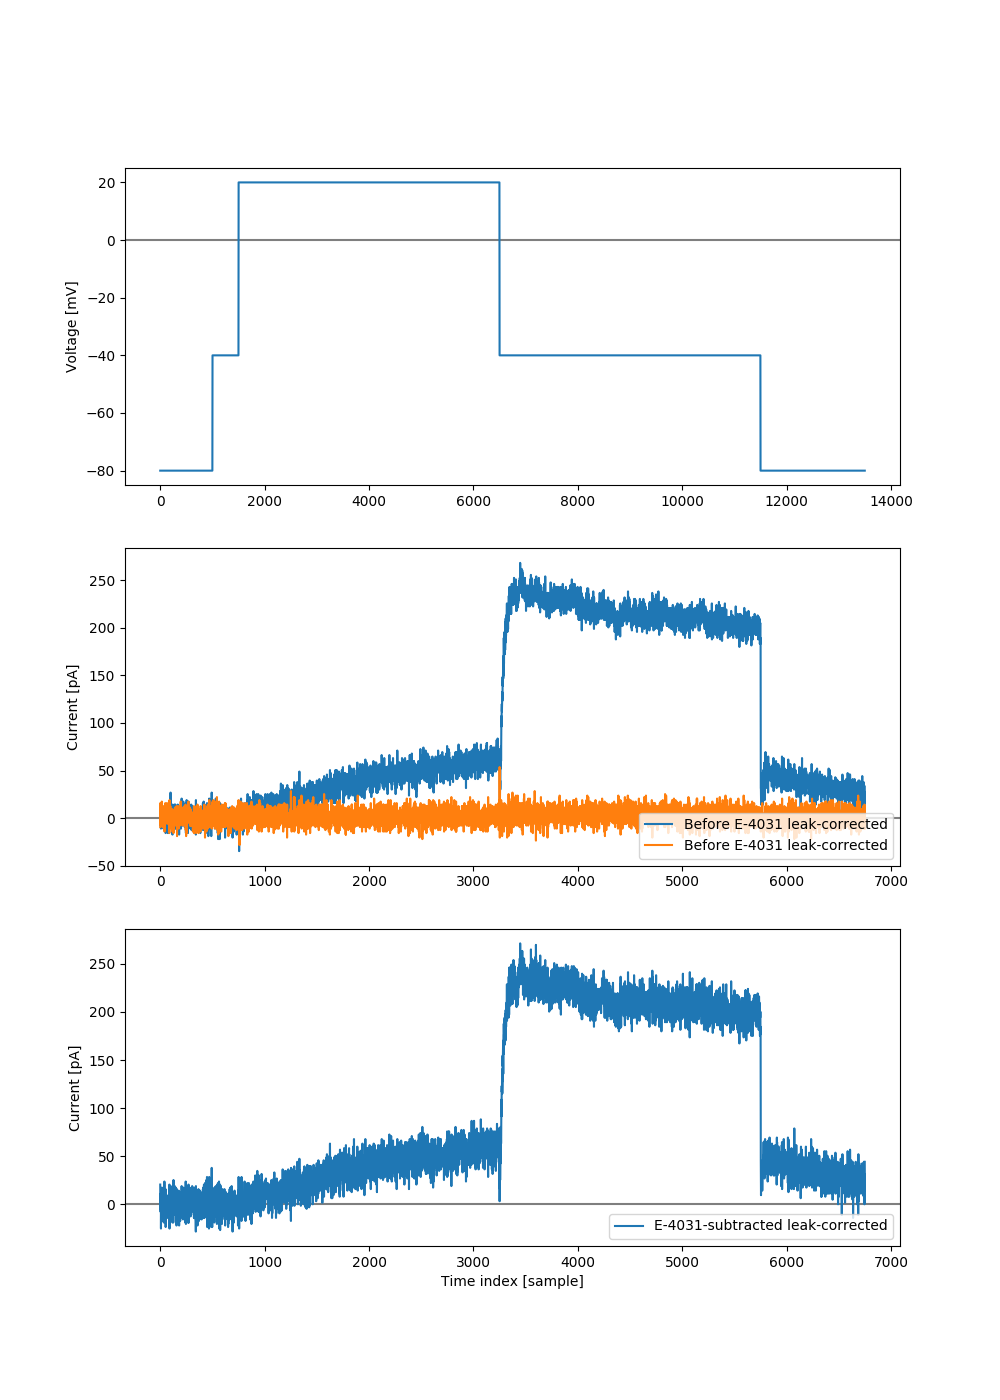 20
0
−20
−40
−60
−80
Voltage [mV]
0 2000 4000 6000 8000 10000 12000 14000
250
200
150
100
50
0
−50
Current [pA]
Before E-4031 leak-corrected
Before E-4031 leak-corrected
0 1000 2000 3000 4000 5000 6000 7000
250
200
150
100
50
0
Current [pA]
E-4031-subtracted leak-corrected
0 1000 2000 3000 4000 5000 6000 7000
Time index [sample]